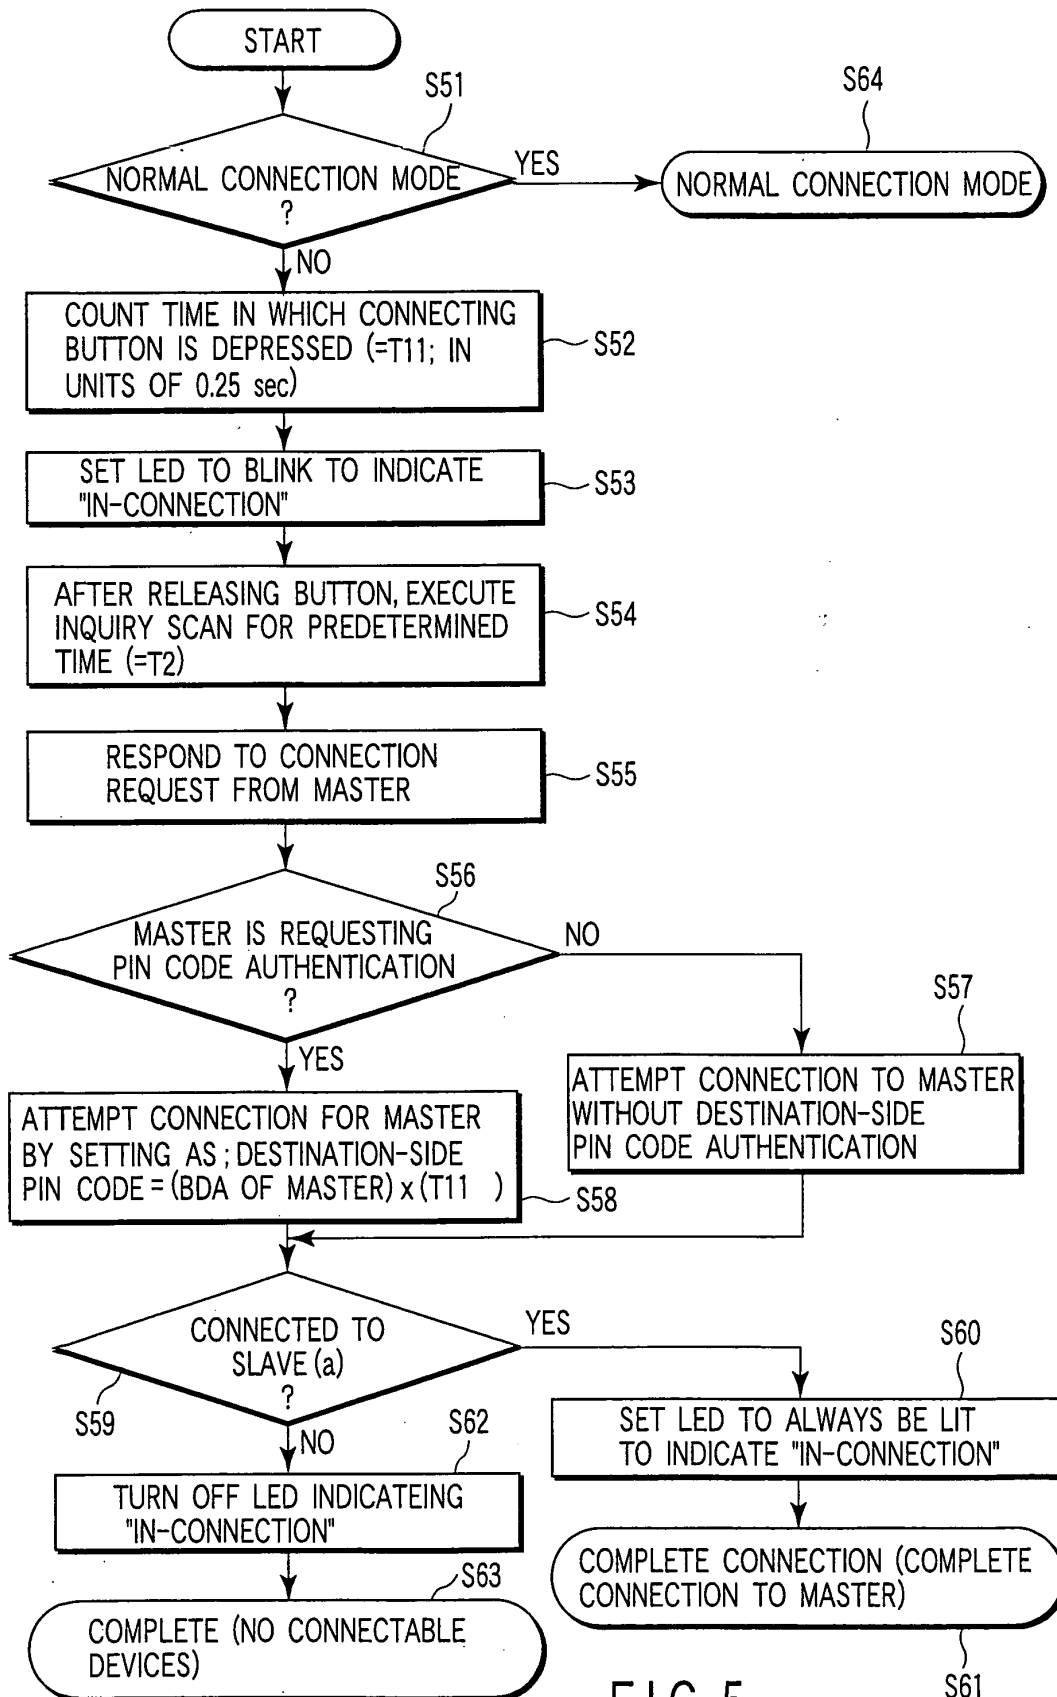 START
S51
S64
NORMAL CONNECTION MODE
?
YES
NORMAL CONNECTION MODE
NO
COUNT TIME IN WHICH CONNECTING
BUTTON IS DEPRESSED (=T11; IN
UNITS OF 0.25 sec)
S52
SET LED TO BLINK TO INDICATE
"IN-CONNECTION"
S53
AFTER RELEASING BUTTON, EXECUTE
INQUIRY SCAN FOR PREDETERMINED
TIME (=T2)
S54
RESPOND TO CONNECTION
REQUEST FROM MASTER
S55
S56
MASTER IS REQUESTING
PIN CODE AUTHENTICATION
?
NO
YES
S57
ATTEMPT CONNECTION TO MASTER
WITHOUT DESTINATION-SIDE
PIN CODE AUTHENTICATION
ATTEMPT CONNECTION FOR MASTER
BY SETTING AS ; DESTINATION-SIDE
PIN CODE = (BDA OF MASTER) x (T11 )
S58
CONNECTED TO
SLAVE (a)
?
YES
S59
NO
S60
SET LED TO ALWAYS BE LIT
TO INDICATE "IN-CONNECTION"
S62
TURN OFF LED INDICATEING
"IN-CONNECTION"
COMPLETE CONNECTION (COMPLETE
CONNECTION TO MASTER)
S61
S63
COMPLETE (NO CONNECTABLE
DEVICES)
FIG. 5